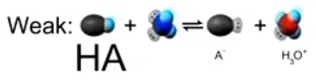 Weak: + ⇌ +
HA A⁻ H₃O⁺